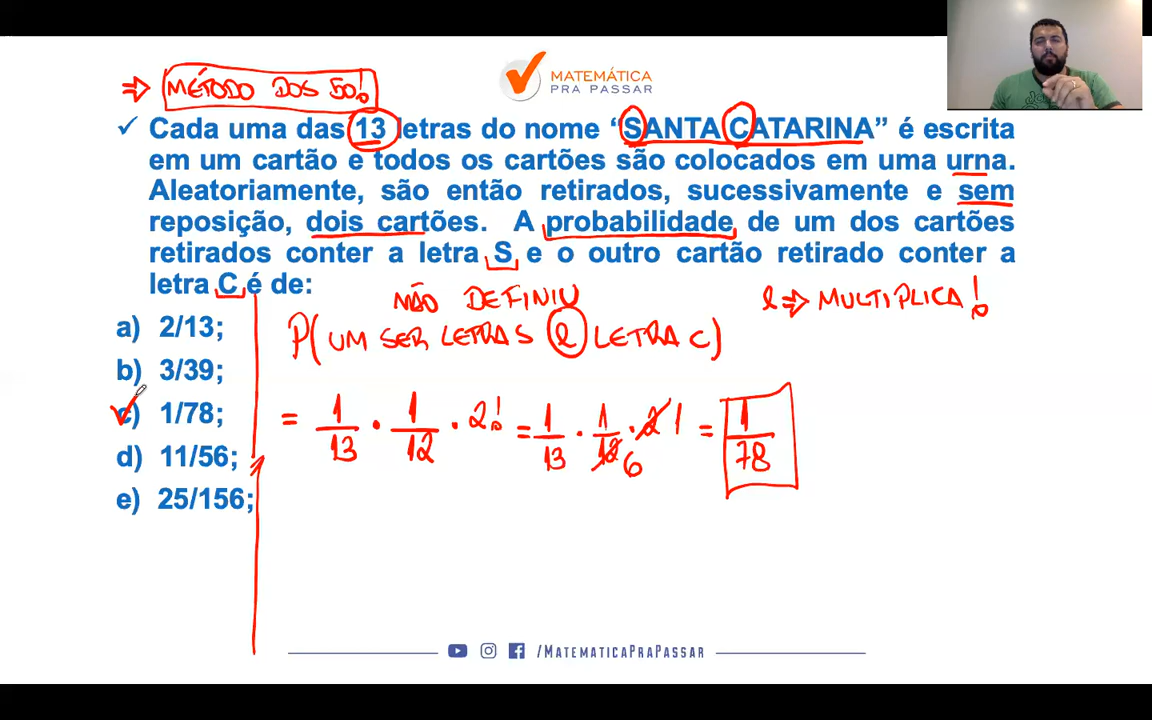 ⇒ MÉTODO DOS 50!
MATEMÁTICA
PRA PASSAR
✓ Cada uma das 13 letras do nome “SANTA CATARINA” é escrita
em um cartão e todos os cartões são colocados em uma urna.
Aleatoriamente, são então retirados, sucessivamente e sem
reposição, dois cartões. A probabilidade de um dos cartões
retirados conter a letra S e o outro cartão retirado conter a
letra C é de:
NÃO DEFINIU
e ⇒ MULTIPLICA!
P(UM SER LETRA S e LETRA C)
a) 2/13;
b) 3/39;
c) 1/78;
d) 11/56;
e) 25/156;
= 1/13 · 1/12 · 2! = 1/13 · 1/12 6 · 2 1 = 1/78
/MATEMATICAPRAPASSAR